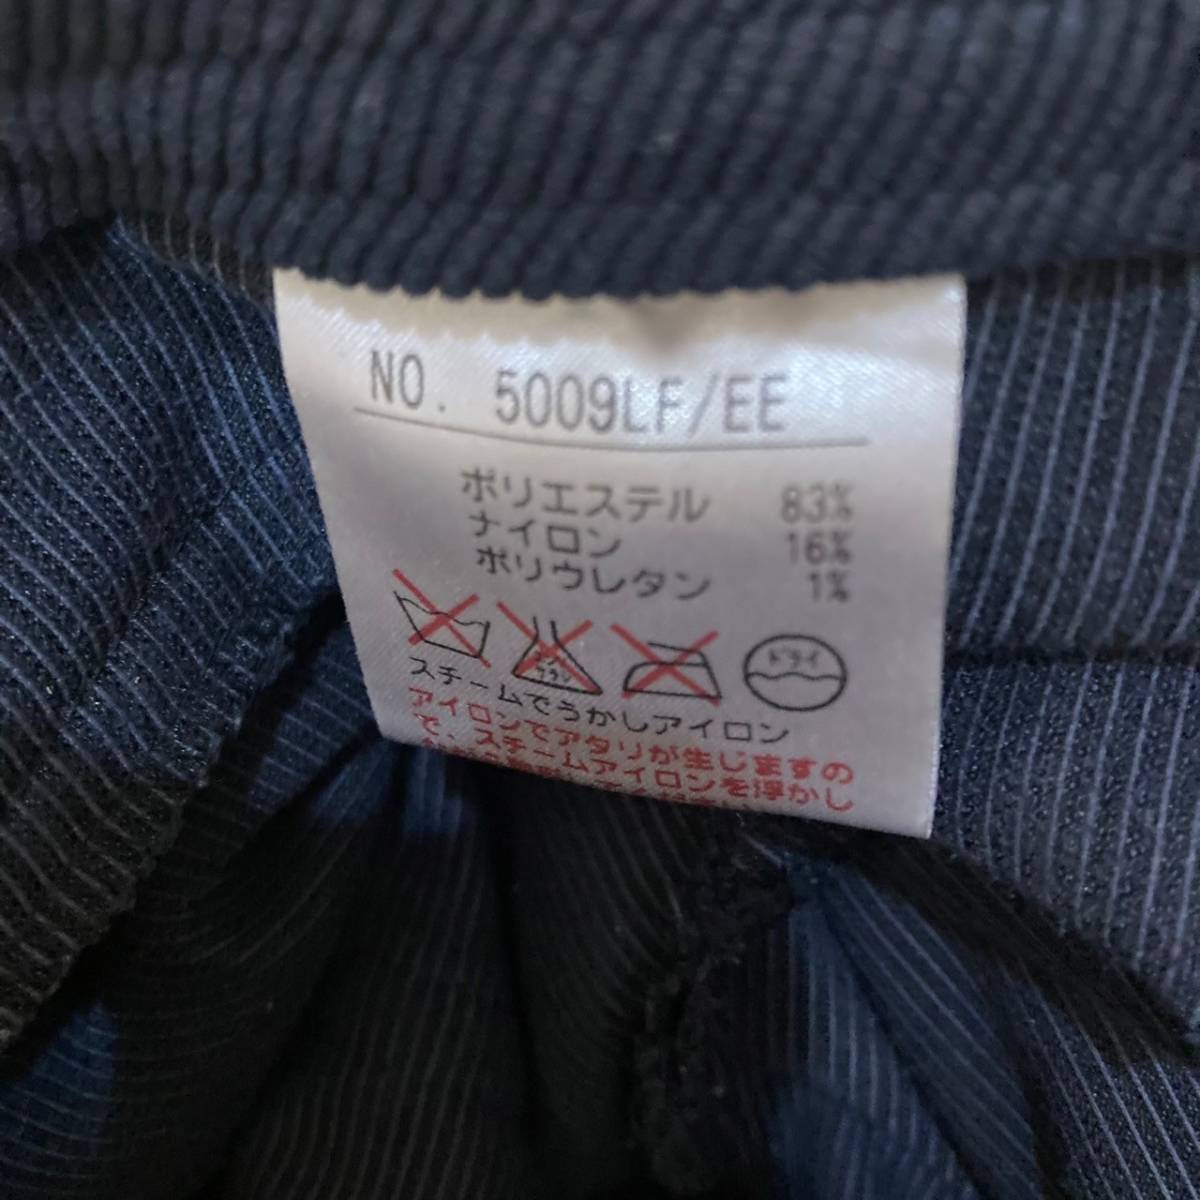 NO. 5009LF/EE
ポリエステル 83%
ナイロン 16%
ポリウレタン 1%
ドライ
スチームでうかしアイロン
アイロンでアタリが生じますの
で、スチームアイロンを浮かし